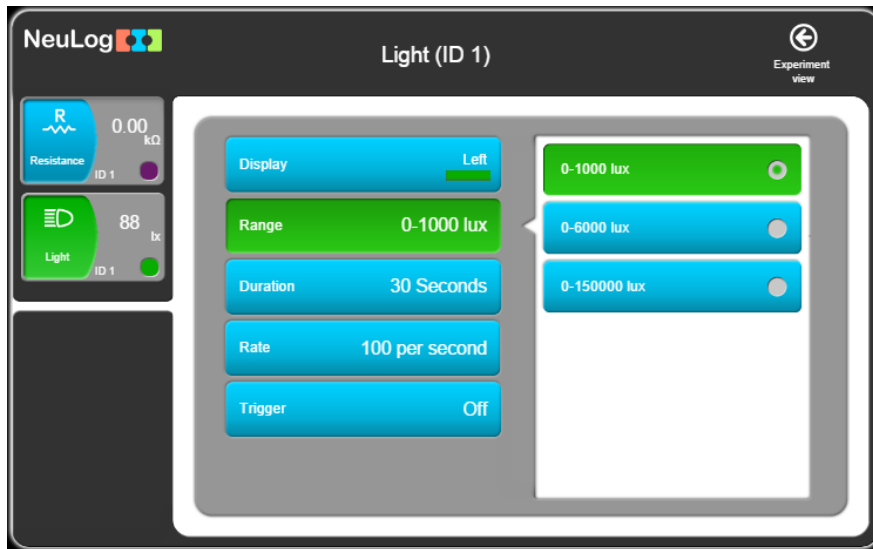 NeuLog
Light (ID 1)
Experiment
view
R
0.00
kΩ
Resistance
ID 1
88
lx
Light
ID 1
Display Left
Range 0-1000 lux
Duration 30 Seconds
Rate 100 per second
Trigger Off
0-1000 lux
0-6000 lux
0-150000 lux